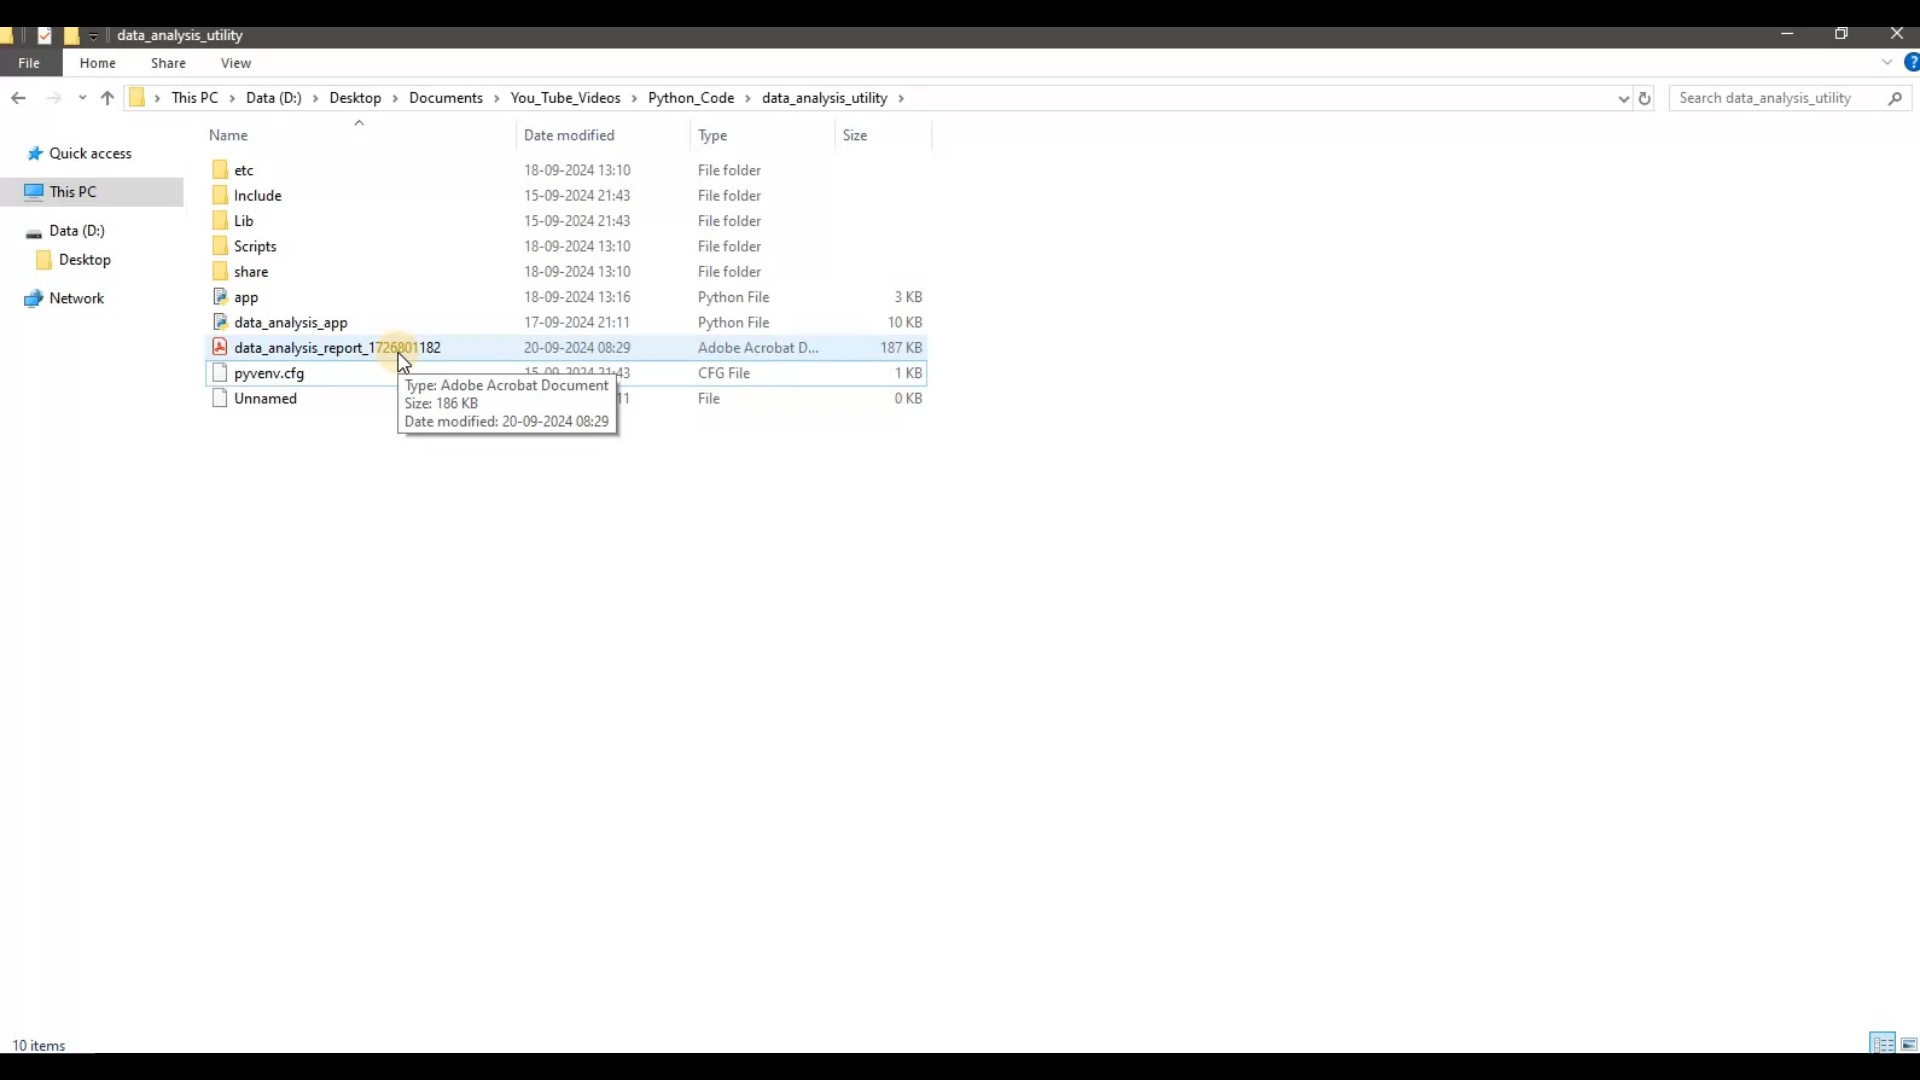 data_analysis_utility
File Home Share View
This PC Data (D:) Desktop Documents You_Tube_Videos Python_Code data_analysis_utility Search data_analysis_utility
Name Date modified Type Size
Quick access
This PC
Data (D:)
Desktop
Network
etc 18-09-2024 13:10 File folder
Include 15-09-2024 21:43 File folder
Lib 15-09-2024 21:43 File folder
Scripts 18-09-2024 13:10 File folder
share 18-09-2024 13:10 File folder
app 18-09-2024 13:16 Python File 3 KB
data_analysis_app 17-09-2024 21:11 Python File 10 KB
data_analysis_report_1726801182 20-09-2024 08:29 Adobe Acrobat D... 187 KB
pyvenv.cfg 15-09-2024 21:43 CFG File 1 KB
Unnamed 11 File 0 KB
Type: Adobe Acrobat Document
Size: 186 KB
Date modified: 20-09-2024 08:29
10 items